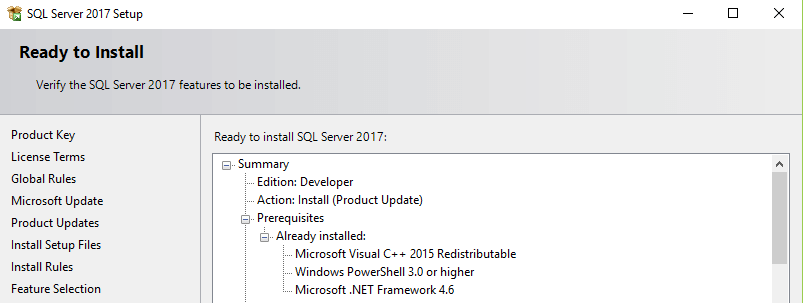 SQL Server 2017 Setup
Ready to Install
Verify the SQL Server 2017 features to be installed.
Product Key
License Terms
Global Rules
Microsoft Update
Product Updates
Install Setup Files
Install Rules
Feature Selection
Ready to install SQL Server 2017:
Summary
Edition: Developer
Action: Install (Product Update)
Prerequisites
Already installed:
Microsoft Visual C++ 2015 Redistributable
Windows PowerShell 3.0 or higher
Microsoft .NET Framework 4.6